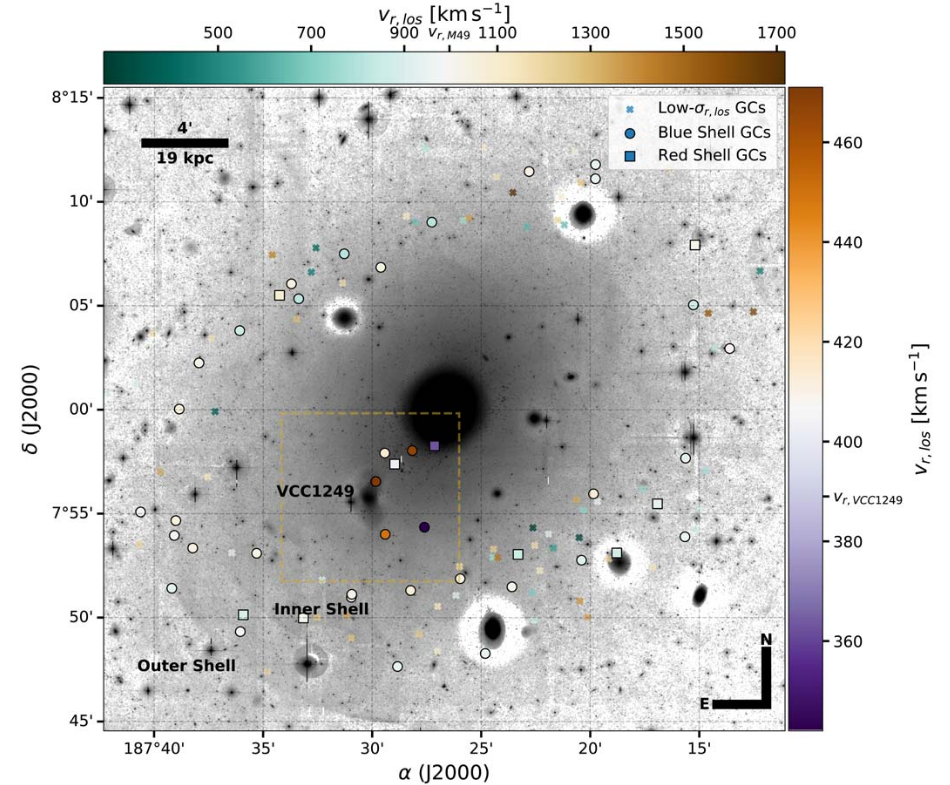 v_{r,los} [km s⁻¹]
500 700 900 v_{r,M49} 1100 1300 1500 1700
8°15'
10'
05'
00'
7°55'
50'
45'
δ (J2000)
4'
19 kpc
Low-σ_{r,los} GCs
Blue Shell GCs
Red Shell GCs
VCC1249
Inner Shell
Outer Shell
N
E
187°40' 35' 30' 25' 20' 15'
α (J2000)
460
440
420
400
v_{r,VCC1249}
380
360
v_{r,los} [km s⁻¹]